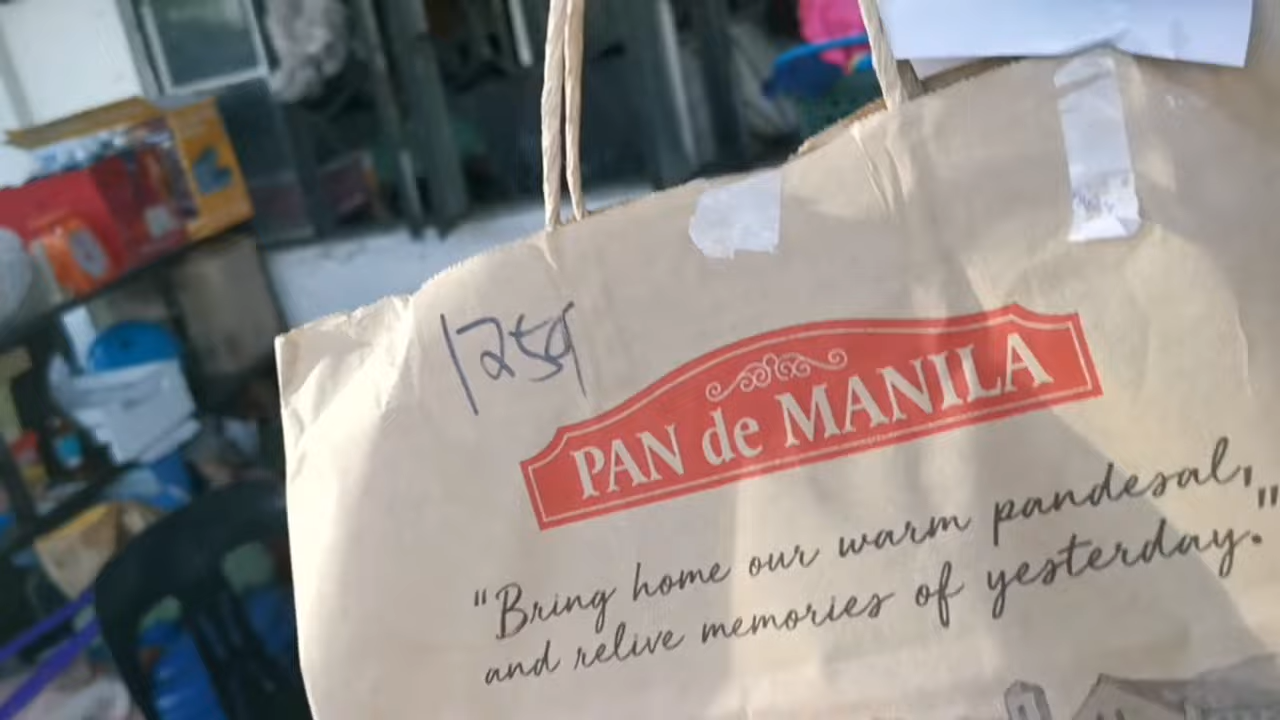 1259
PAN de MANILA
"Bring home our warm pandesal,
and relive memories of yesterday."